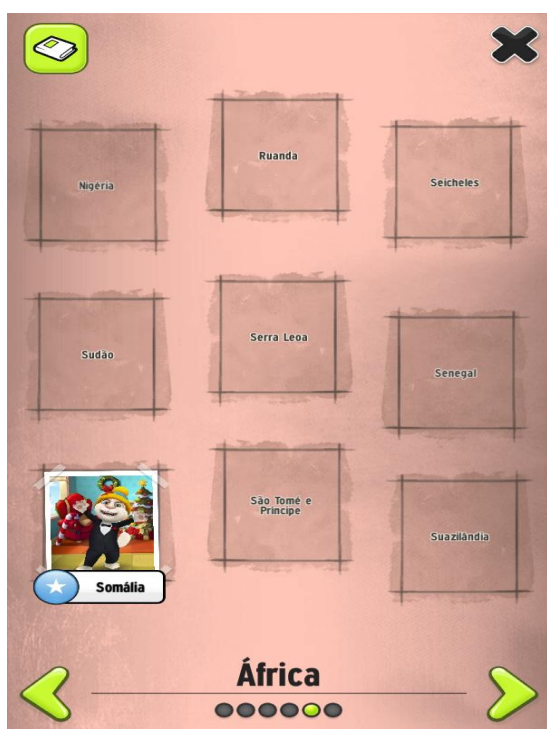 Nigéria
Ruanda
Seicheles
Sudão
Serra Leoa
Senegal
Somália
São Tomé e
Príncipe
Suazilândia
África